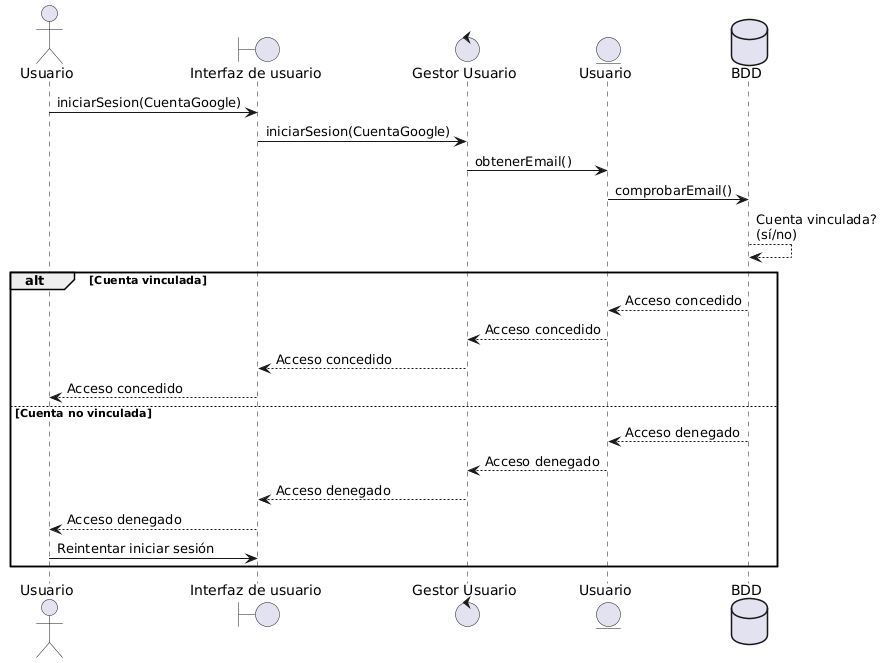 Usuario
Interfaz de usuario
Gestor Usuario
Usuario
BDD
iniciarSesion(CuentaGoogle)
iniciarSesion(CuentaGoogle)
obtenerEmail()
comprobarEmail()
Cuenta vinculada?
(sí/no)
alt
[Cuenta vinculada]
Acceso concedido
Acceso concedido
Acceso concedido
Acceso concedido
[Cuenta no vinculada]
Acceso denegado
Acceso denegado
Acceso denegado
Acceso denegado
Reintentar iniciar sesión
Usuario
Interfaz de usuario
Gestor Usuario
Usuario
BDD